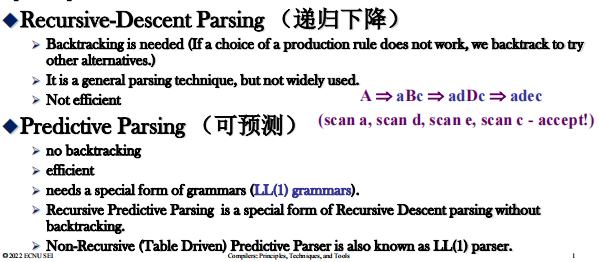 Recursive-Descent Parsing （递归下降）
Backtracking is needed (If a choice of a production rule does not work, we backtrack to try
other alternatives.)
It is a general parsing technique, but not widely used.
Not efficient
A ⇒ aBc ⇒ adDc ⇒ adec
(scan a, scan d, scan e, scan c - accept!)
Predictive Parsing （可预测）
no backtracking
efficient
needs a special form of grammars (LL(1) grammars).
Recursive Predictive Parsing is a special form of Recursive Descent parsing without
backtracking.
Non-Recursive (Table Driven) Predictive Parser is also known as LL(1) parser.
©2022 ECNU SEI
Compilers: Principles, Techniques, and Tools
1